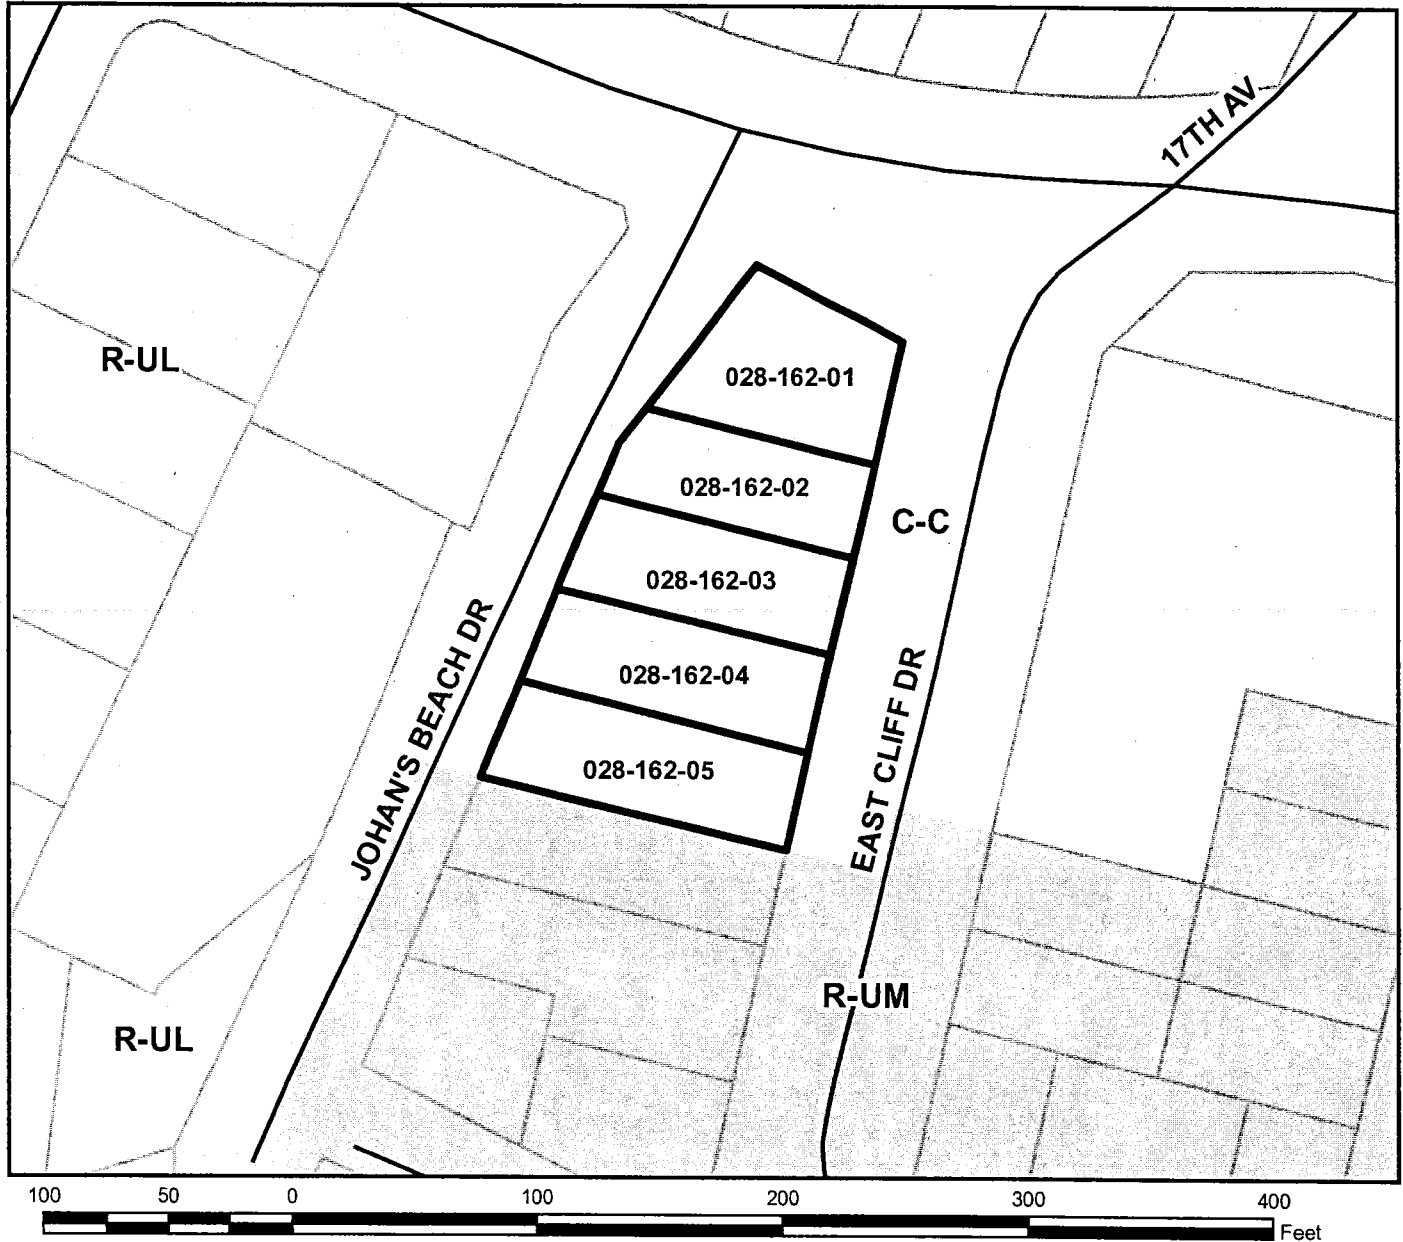 17TH AV
R-UL
028-162-01
028-162-02
C-C
028-162-03
JOHAN'S BEACH DR
028-162-04
EAST CLIFF DR
028-162-05
R-UM
R-UL
100 50 0 100 200 300 400
Feet